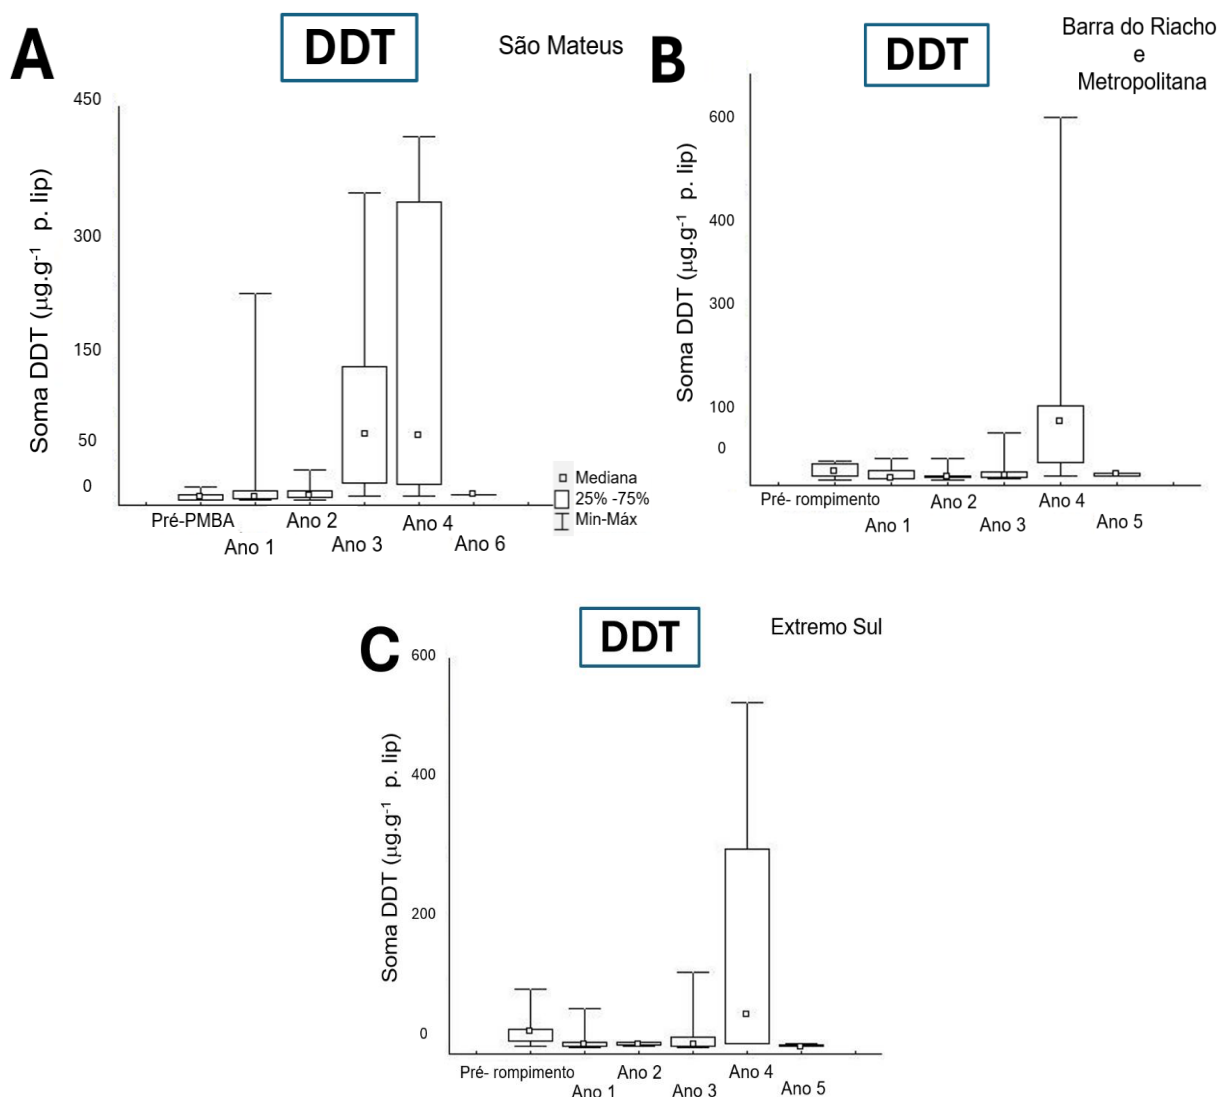 A
DDT
São Mateus
450
300
150
50
0
Soma DDT (µg.g⁻¹ p. lip)
Pré-PMBA
Ano 1
Ano 2
Ano 3
Ano 4
Ano 6
Mediana
25% -75%
Min-Máx
B
DDT
Barra do Riacho
e
Metropolitana
600
400
300
100
0
Soma DDT (µg.g⁻¹ p. lip)
Pré- rompimento
Ano 1
Ano 2
Ano 3
Ano 4
Ano 5
C
DDT
Extremo Sul
600
400
200
0
Soma DDT (µg.g⁻¹ p. lip)
Pré- rompimento
Ano 1
Ano 2
Ano 3
Ano 4
Ano 5